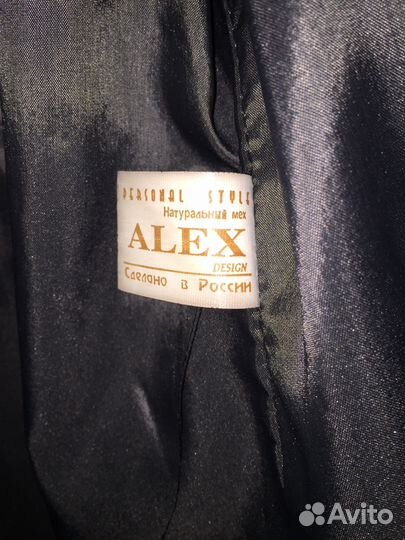 PERSONAL STYLE
Натуральный мех
ALEX
DESIGN
Сделано в России
Avito